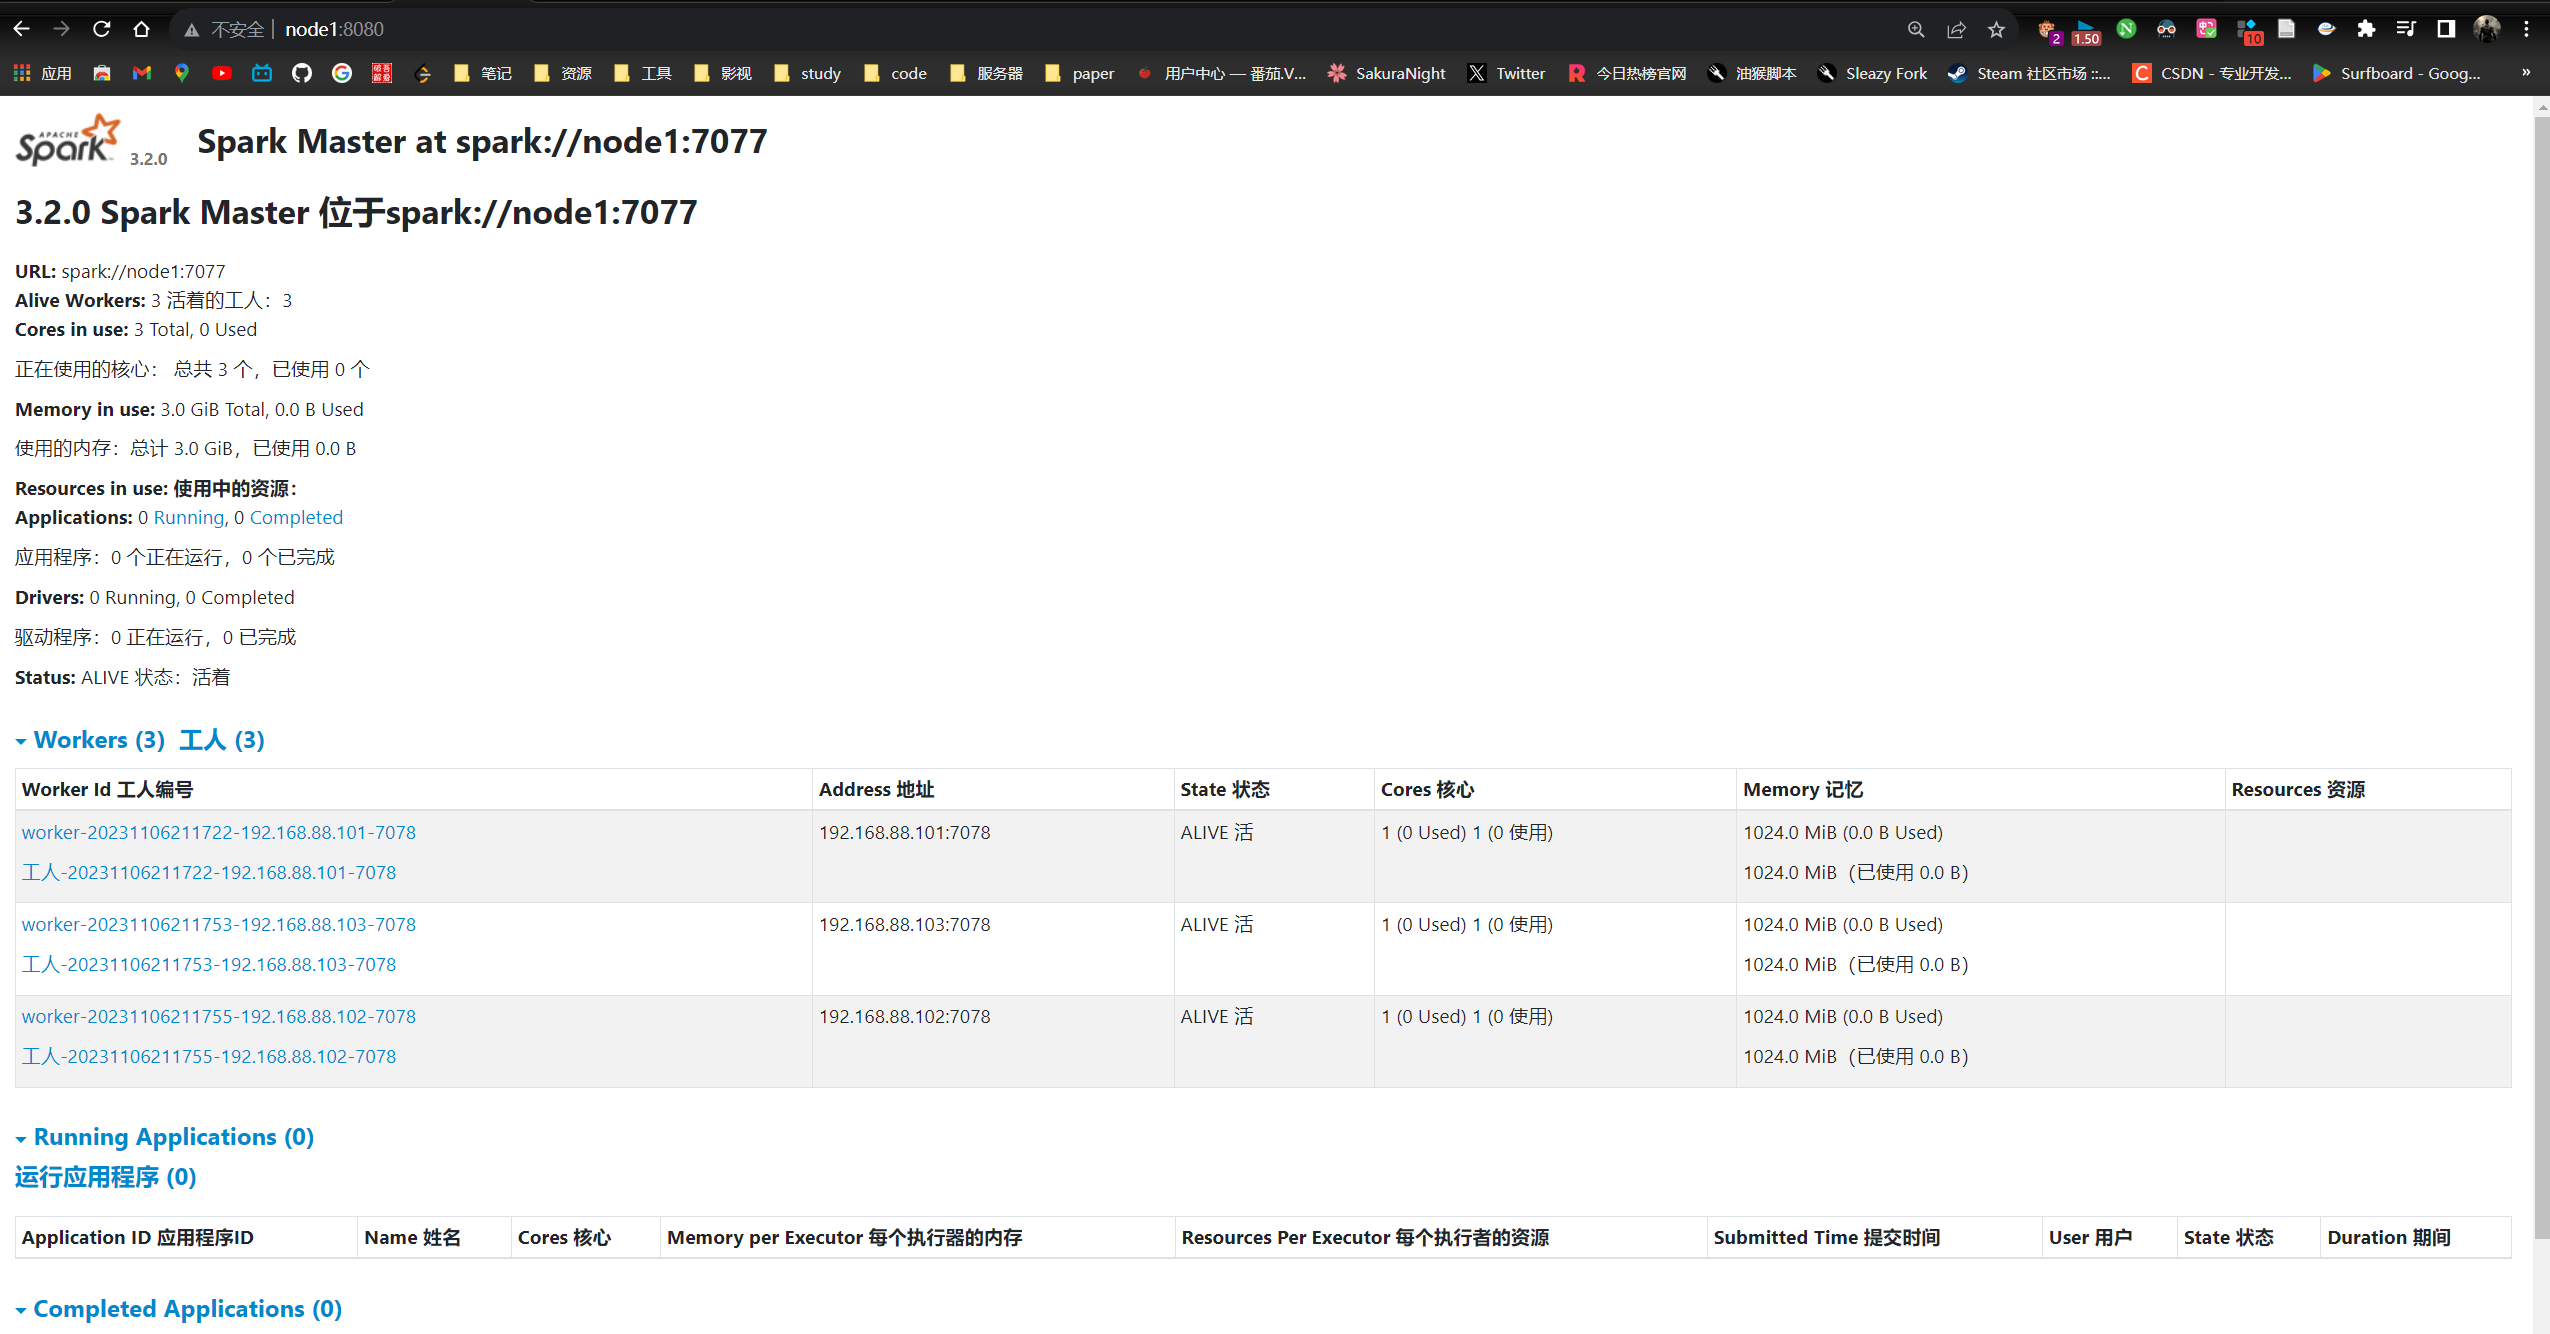 不安全 node1:8080
2 1.50 N 10
应用 破吾解爱 笔记 资源 工具 影视 study code 服务器 paper 用户中心 — 番茄.V... SakuraNight Twitter 今日热榜官网 油猴脚本 Sleazy Fork Steam 社区市场 ::... CSDN - 专业开发... Surfboard - Goog... »
APACHE Spark 3.2.0 Spark Master at spark://node1:7077
3.2.0 Spark Master 位于spark://node1:7077
URL: spark://node1:7077
Alive Workers: 3 活着的工人：3
Cores in use: 3 Total, 0 Used
正在使用的核心： 总共 3 个，已使用 0 个
Memory in use: 3.0 GiB Total, 0.0 B Used
使用的内存：总计 3.0 GiB，已使用 0.0 B
Resources in use: 使用中的资源：
Applications: 0 Running, 0 Completed
应用程序：0 个正在运行，0 个已完成
Drivers: 0 Running, 0 Completed
驱动程序：0 正在运行，0 已完成
Status: ALIVE 状态：活着
Workers (3) 工人 (3)
Worker Id 工人编号 Address 地址 State 状态 Cores 核心 Memory 记忆 Resources 资源
worker-20231106211722-192.168.88.101-7078 192.168.88.101:7078 ALIVE 活 1 (0 Used) 1 (0 使用) 1024.0 MiB (0.0 B Used)
工人-20231106211722-192.168.88.101-7078 1024.0 MiB（已使用 0.0 B）
worker-20231106211753-192.168.88.103-7078 192.168.88.103:7078 ALIVE 活 1 (0 Used) 1 (0 使用) 1024.0 MiB (0.0 B Used)
工人-20231106211753-192.168.88.103-7078 1024.0 MiB（已使用 0.0 B）
worker-20231106211755-192.168.88.102-7078 192.168.88.102:7078 ALIVE 活 1 (0 Used) 1 (0 使用) 1024.0 MiB (0.0 B Used)
工人-20231106211755-192.168.88.102-7078 1024.0 MiB（已使用 0.0 B）
Running Applications (0)
运行应用程序 (0)
Application ID 应用程序ID Name 姓名 Cores 核心 Memory per Executor 每个执行器的内存 Resources Per Executor 每个执行者的资源 Submitted Time 提交时间 User 用户 State 状态 Duration 期间
Completed Applications (0)